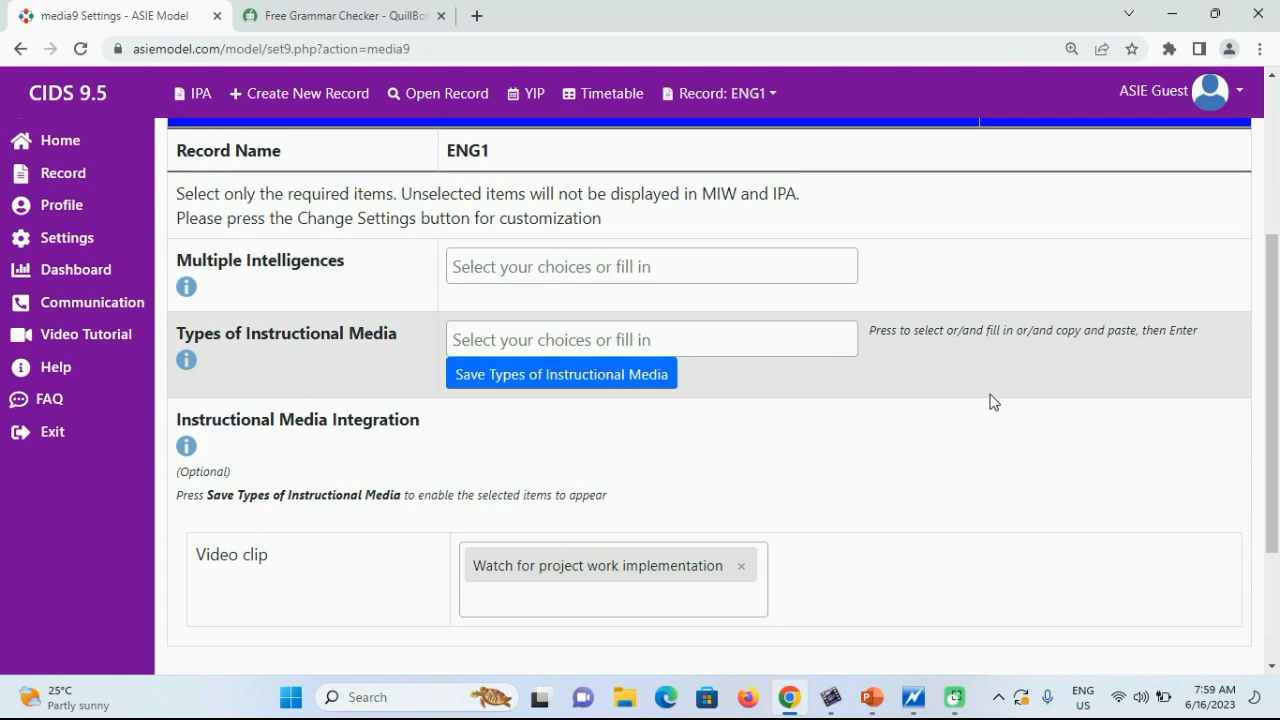 media9 Settings - ASIE Model
Free Grammar Checker - QuillBot
asiemodel.com/model/set9.php?action=media9
CIDS 9.5
IPA
Create New Record
Open Record
YIP
Timetable
Record: ENG1
ASIE Guest
Home
Record
Profile
Settings
Dashboard
Communication
Video Tutorial
Help
FAQ
Exit
Record Name
ENG1
Select only the required items. Unselected items will not be displayed in MIW and IPA.
Please press the Change Settings button for customization
Multiple Intelligences
Select your choices or fill in
Types of Instructional Media
Select your choices or fill in
Press to select or/and fill in or/and copy and paste, then Enter
Save Types of Instructional Media
Instructional Media Integration
(Optional)
Press Save Types of Instructional Media to enable the selected items to appear
Video clip
Watch for project work implementation ×
25°C
Partly sunny
Search
ENG
US
7:59 AM
6/16/2023